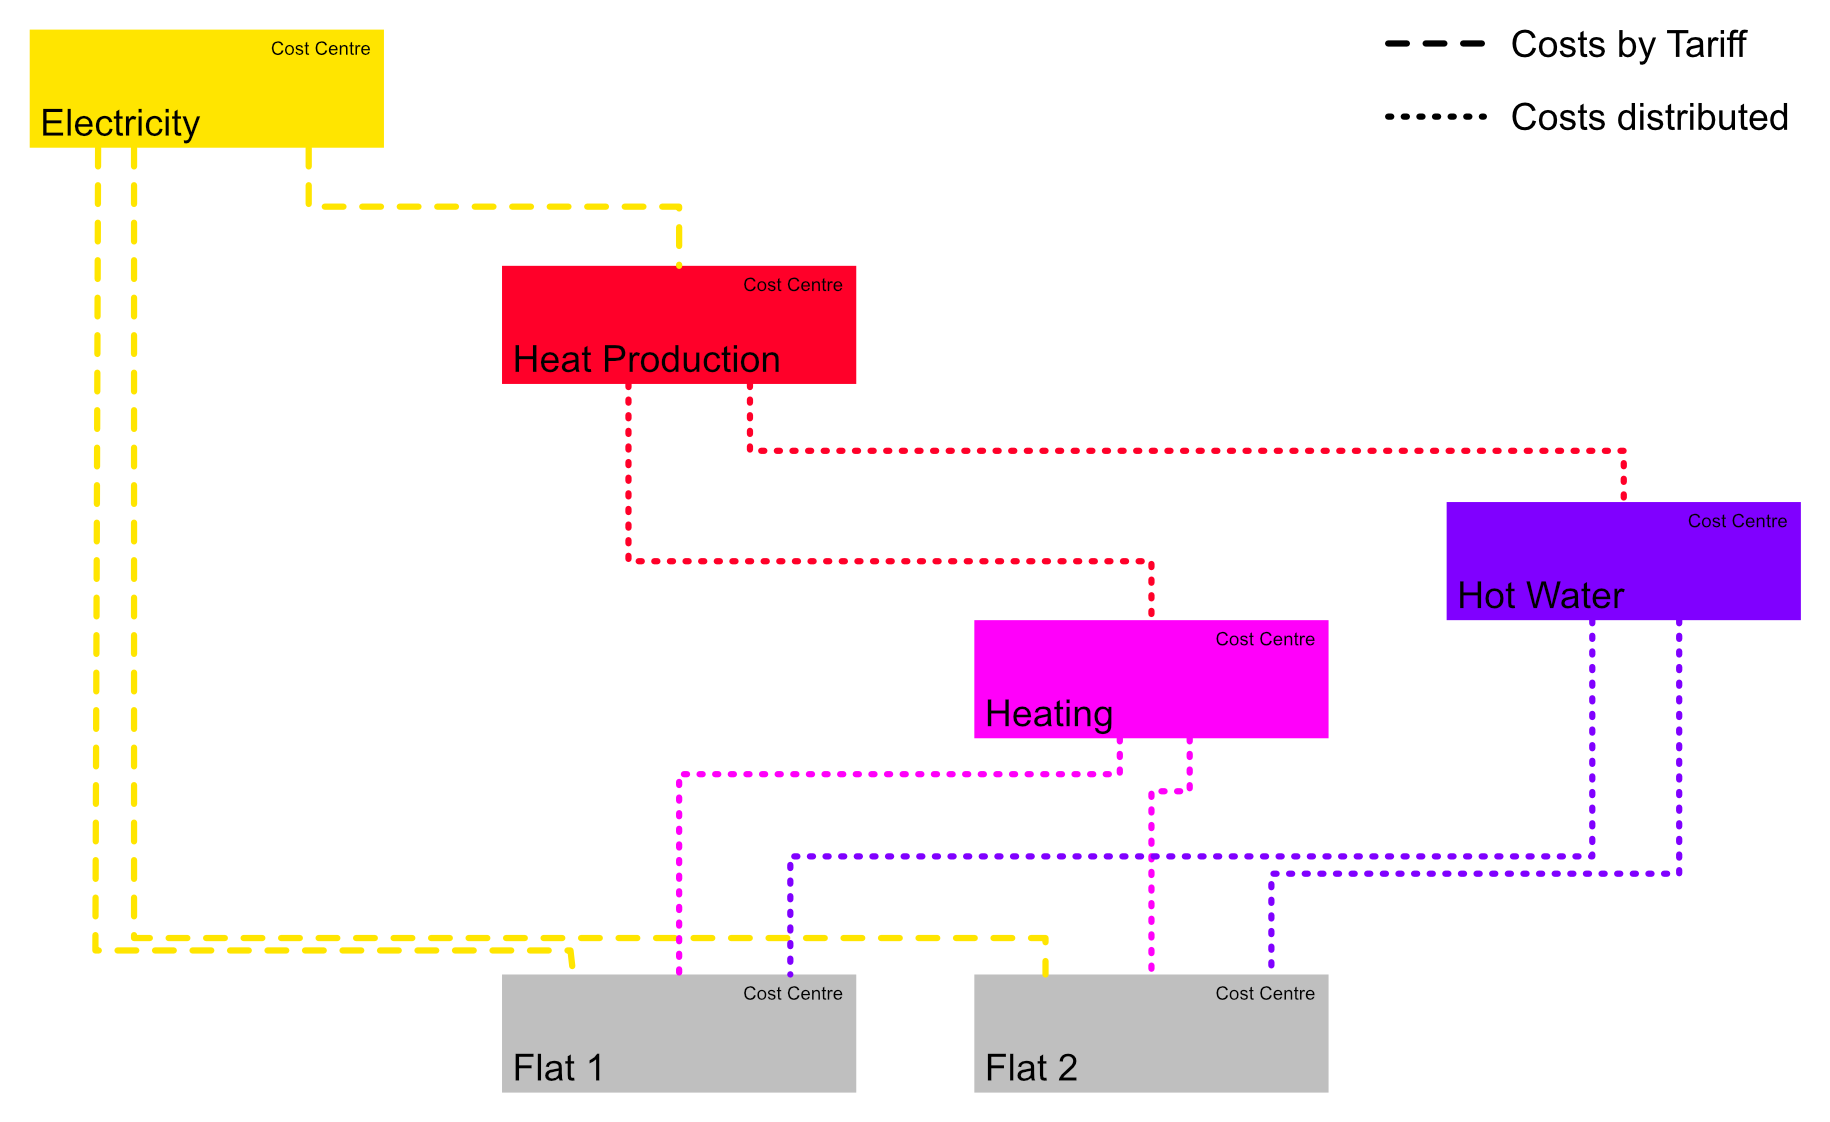 Cost Centre
Electricity
Costs by Tariff
Costs distributed
Cost Centre
Heat Production
Cost Centre
Hot Water
Cost Centre
Heating
Cost Centre
Flat 1
Cost Centre
Flat 2